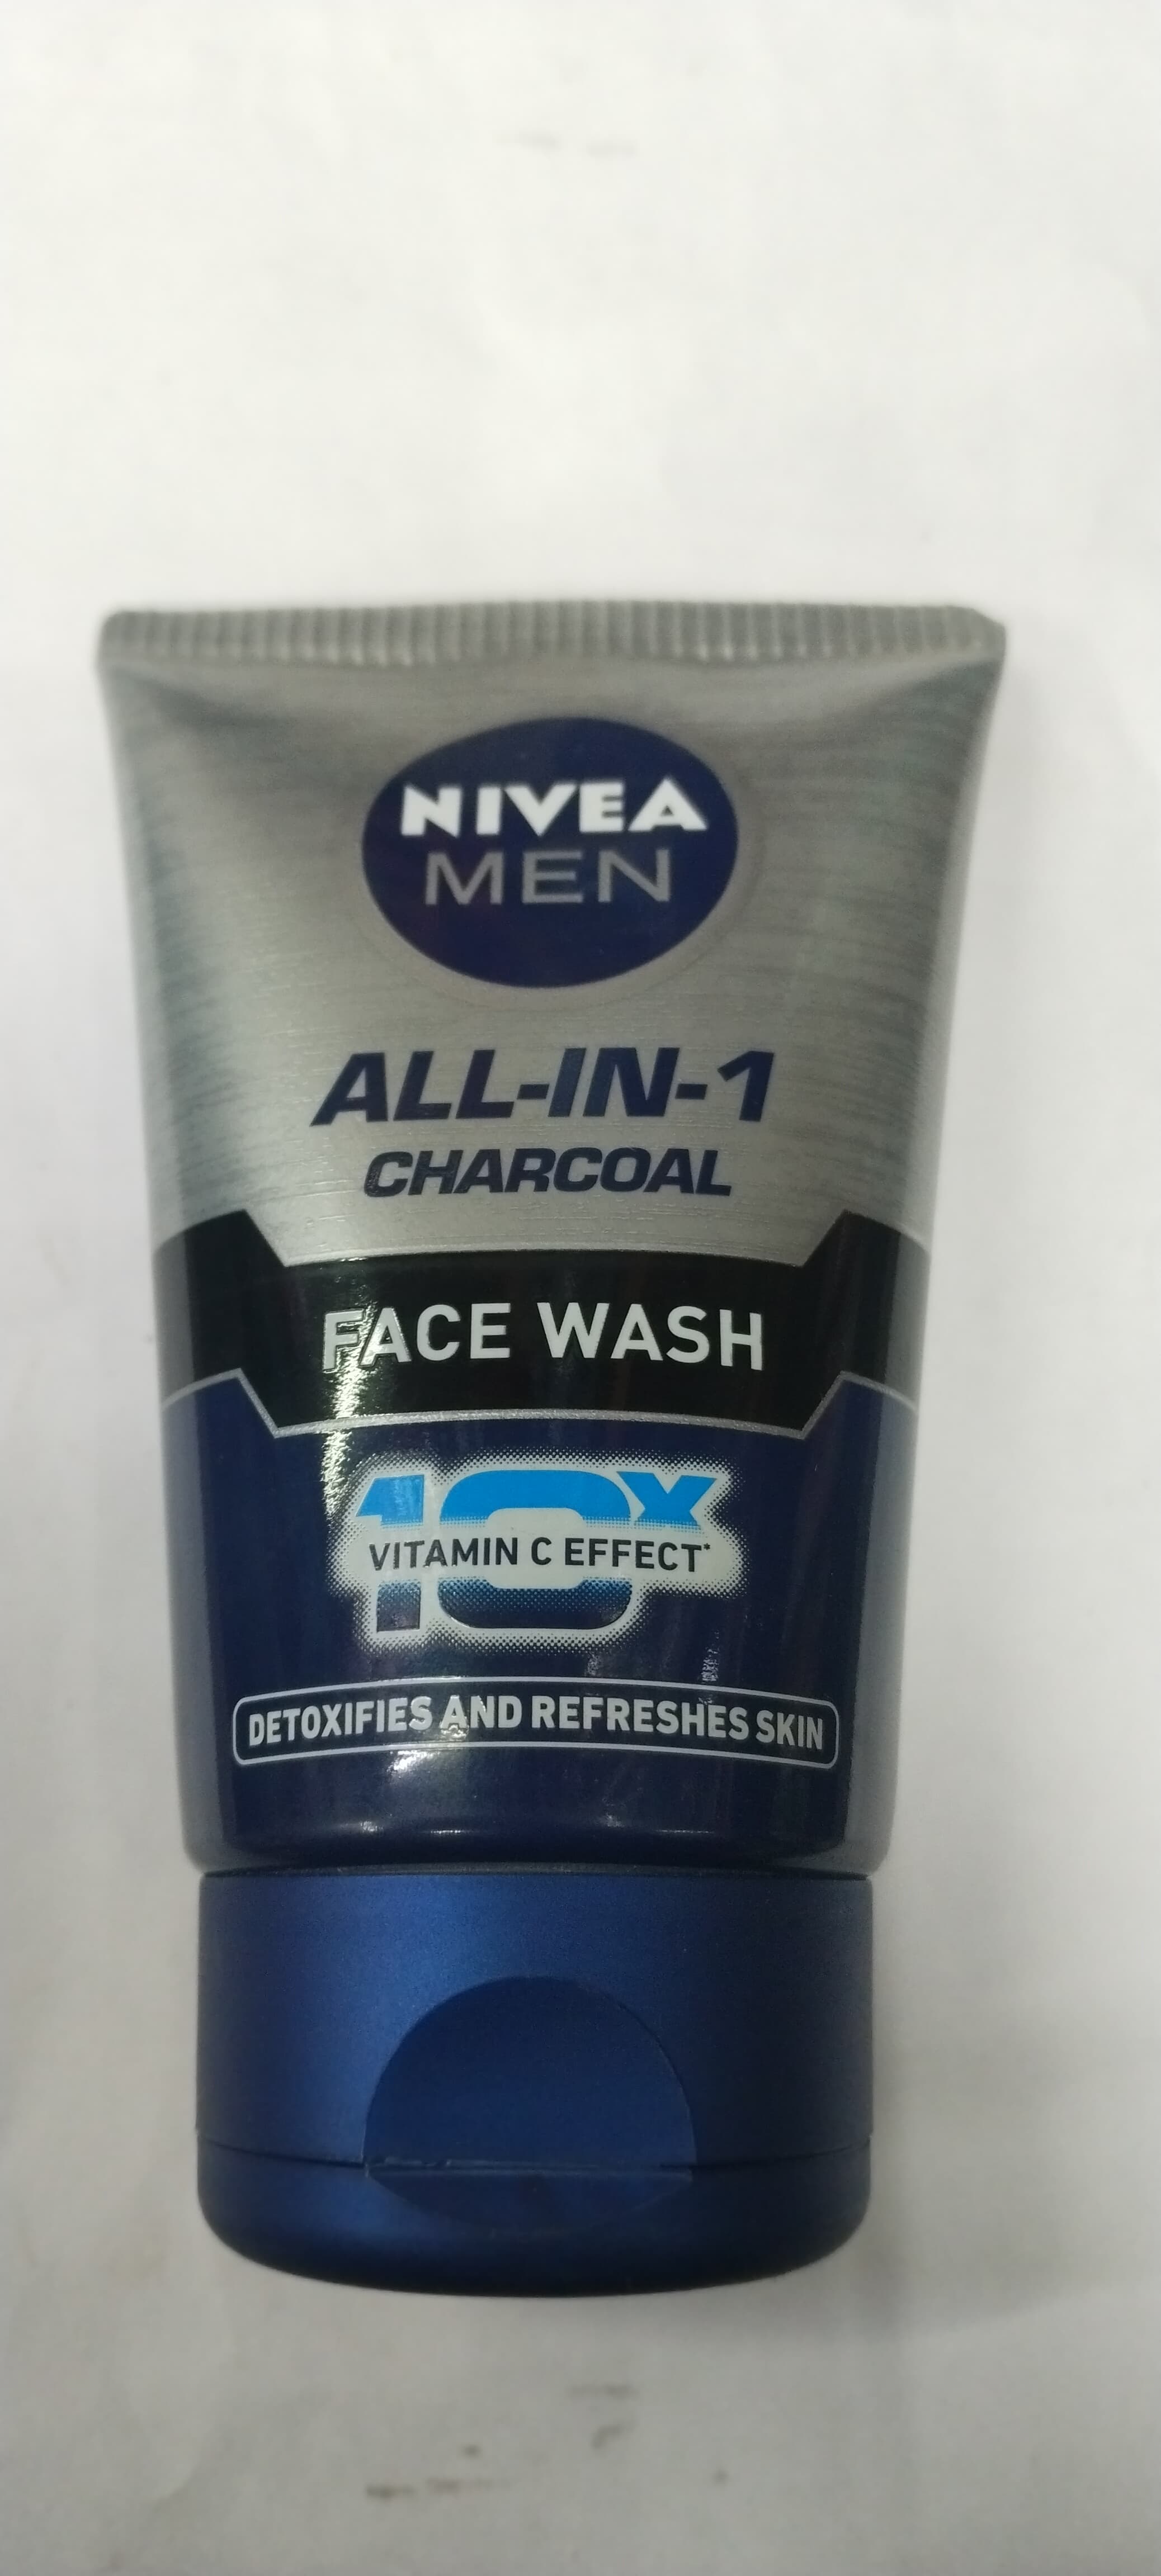 NIVEA
MEN
ALL-IN-1
CHARCOAL
FACE WASH
10X
VITAMIN C EFFECT*
DETOXIFIES AND REFRESHES SKIN